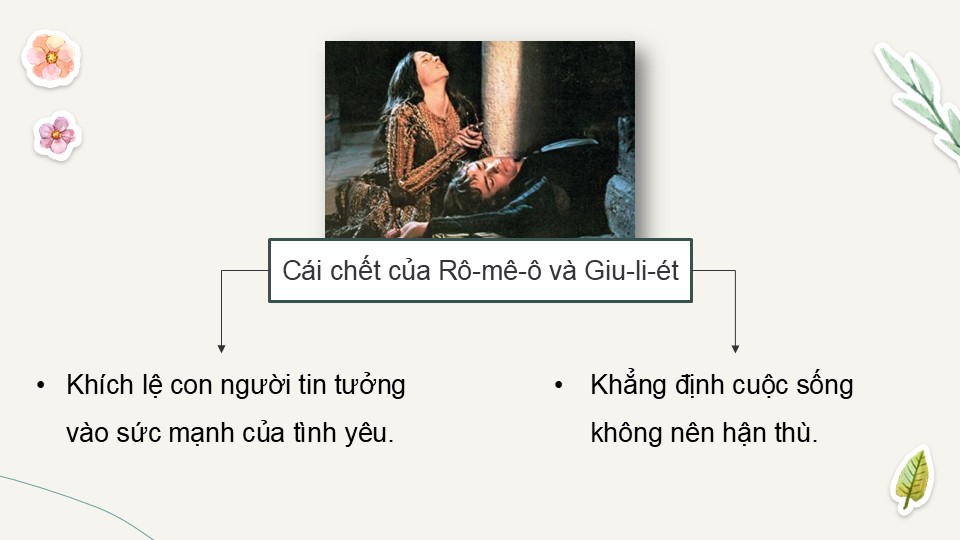 Cái chết của Rô-mê-ô và Giu-li-ét
• Khích lệ con người tin tưởng
vào sức mạnh của tình yêu.
• Khẳng định cuộc sống
không nên hận thù.